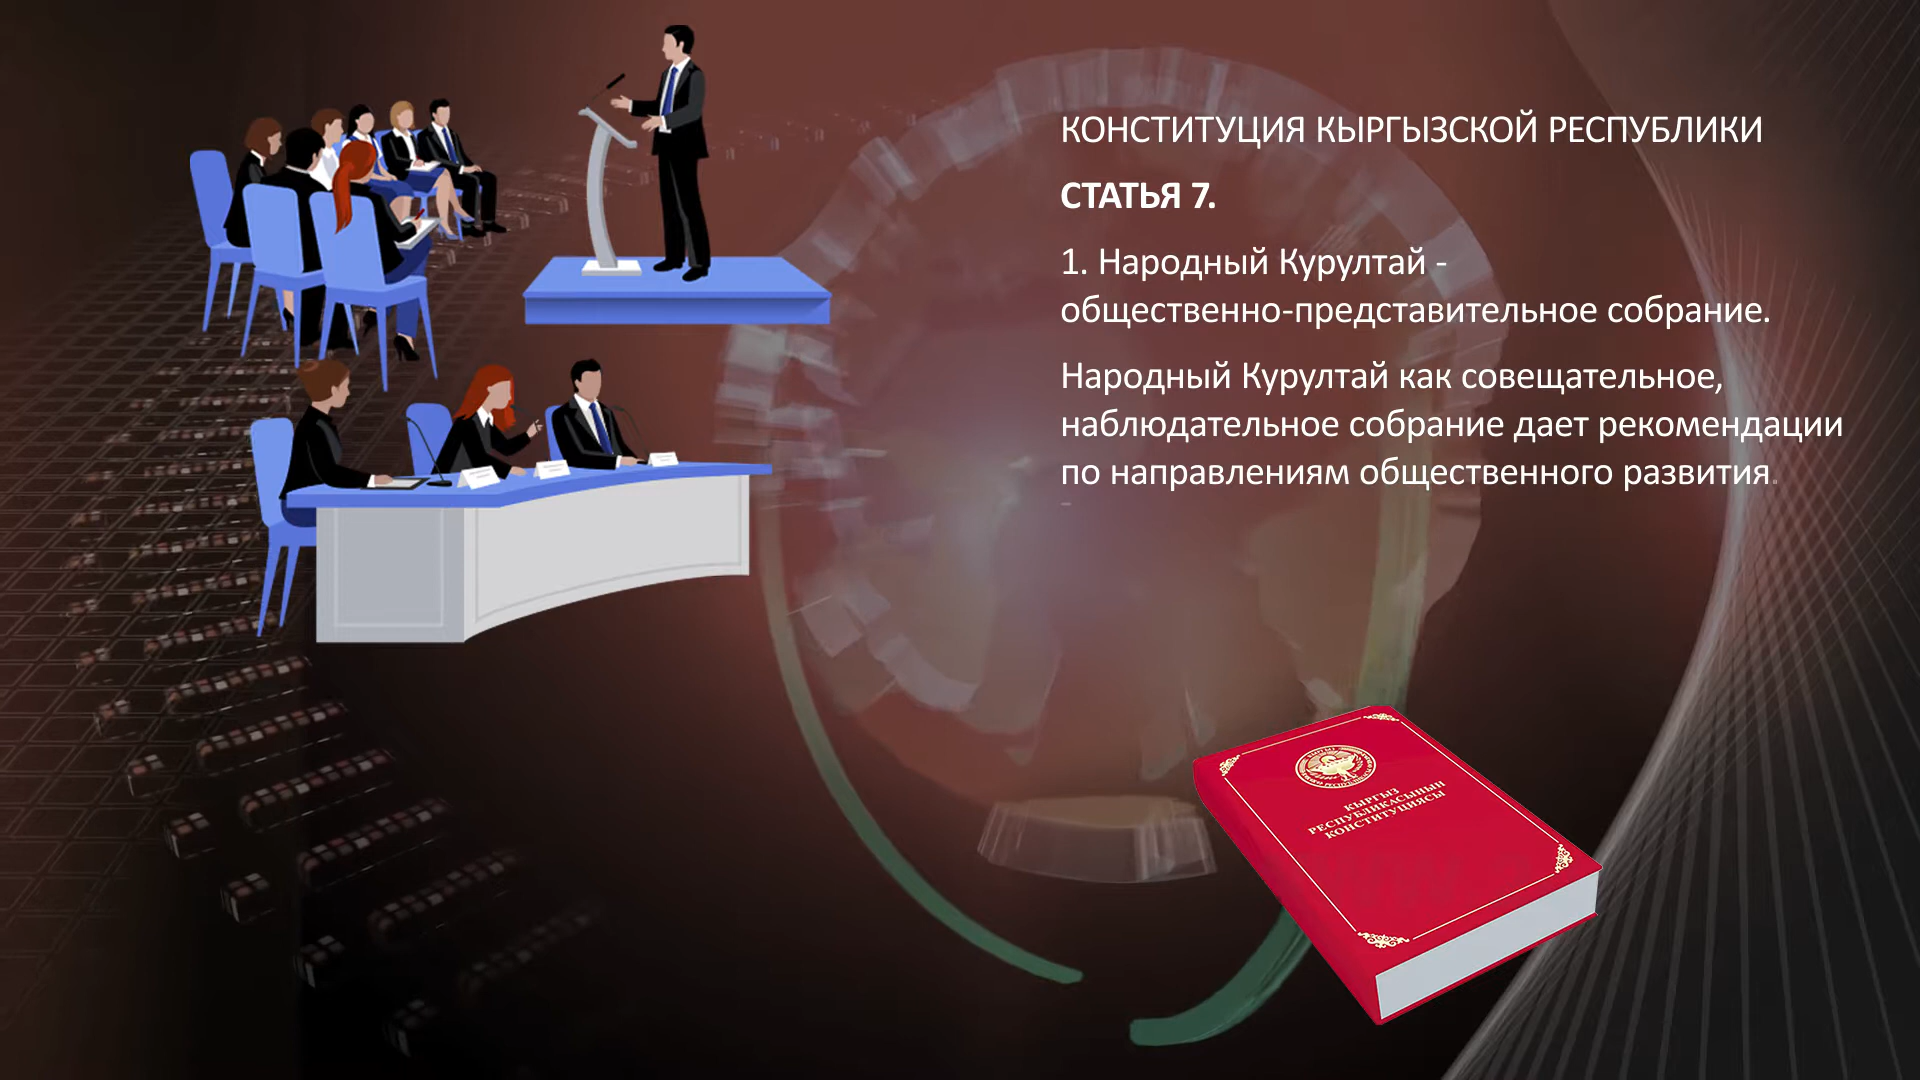 КОНСТИТУЦИЯ КЫРГЫЗСКОЙ РЕСПУБЛИКИ
СТАТЬЯ 7.
1. Народный Курултай -
общественно-представительное собрание.
Народный Курултай как совещательное,
наблюдательное собрание дает рекомендации
по направлениям общественного развития.
КЫРГЫЗ
РЕСПУБЛИКАСЫНЫН
КОНСТИТУЦИЯСЫ